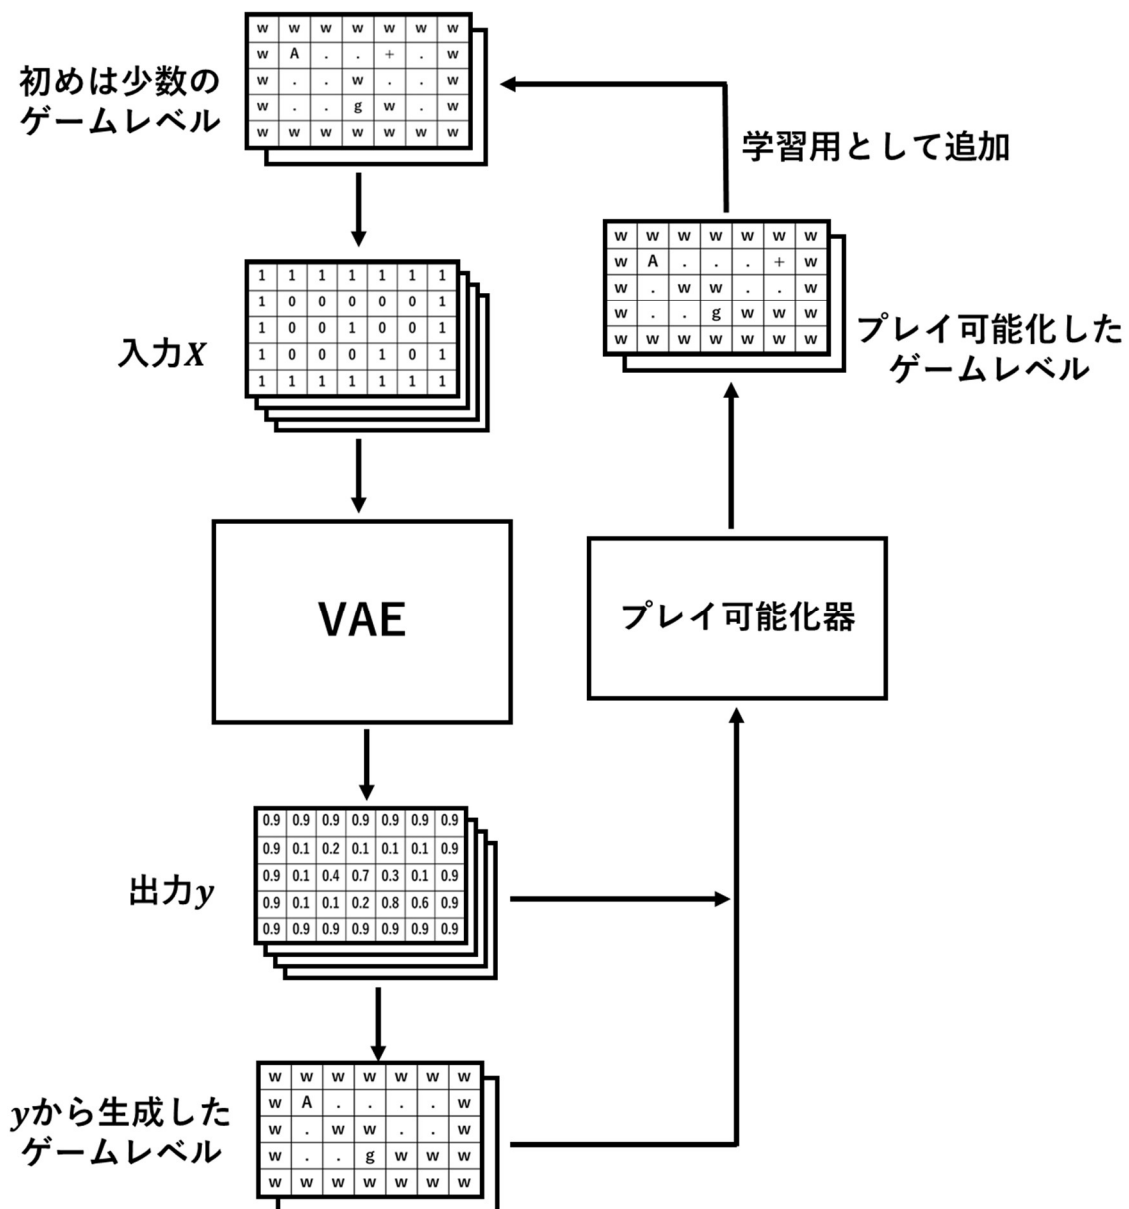 初めは少数の
ゲームレベル
w w w w w w w
w A . . + . w
w . . w . . w
w . . g w . w
w w w w w w w
学習用として追加
入力X
1 1 1 1 1 1 1
1 0 0 0 0 0 1
1 0 0 1 0 0 1
1 0 0 0 1 0 1
1 1 1 1 1 1 1
w w w w w w w
w A . . . + w
w . w w . . w
w . . g w w w
w w w w w w w
プレイ可能化した
ゲームレベル
VAE
プレイ可能化器
出力y
0.9 0.9 0.9 0.9 0.9 0.9 0.9
0.9 0.1 0.2 0.1 0.1 0.1 0.9
0.9 0.1 0.4 0.7 0.3 0.1 0.9
0.9 0.1 0.1 0.2 0.8 0.6 0.9
0.9 0.9 0.9 0.9 0.9 0.9 0.9
yから生成した
ゲームレベル
w w w w w w w
w A . . . . w
w . w w . . w
w . . g w w w
w w w w w w w